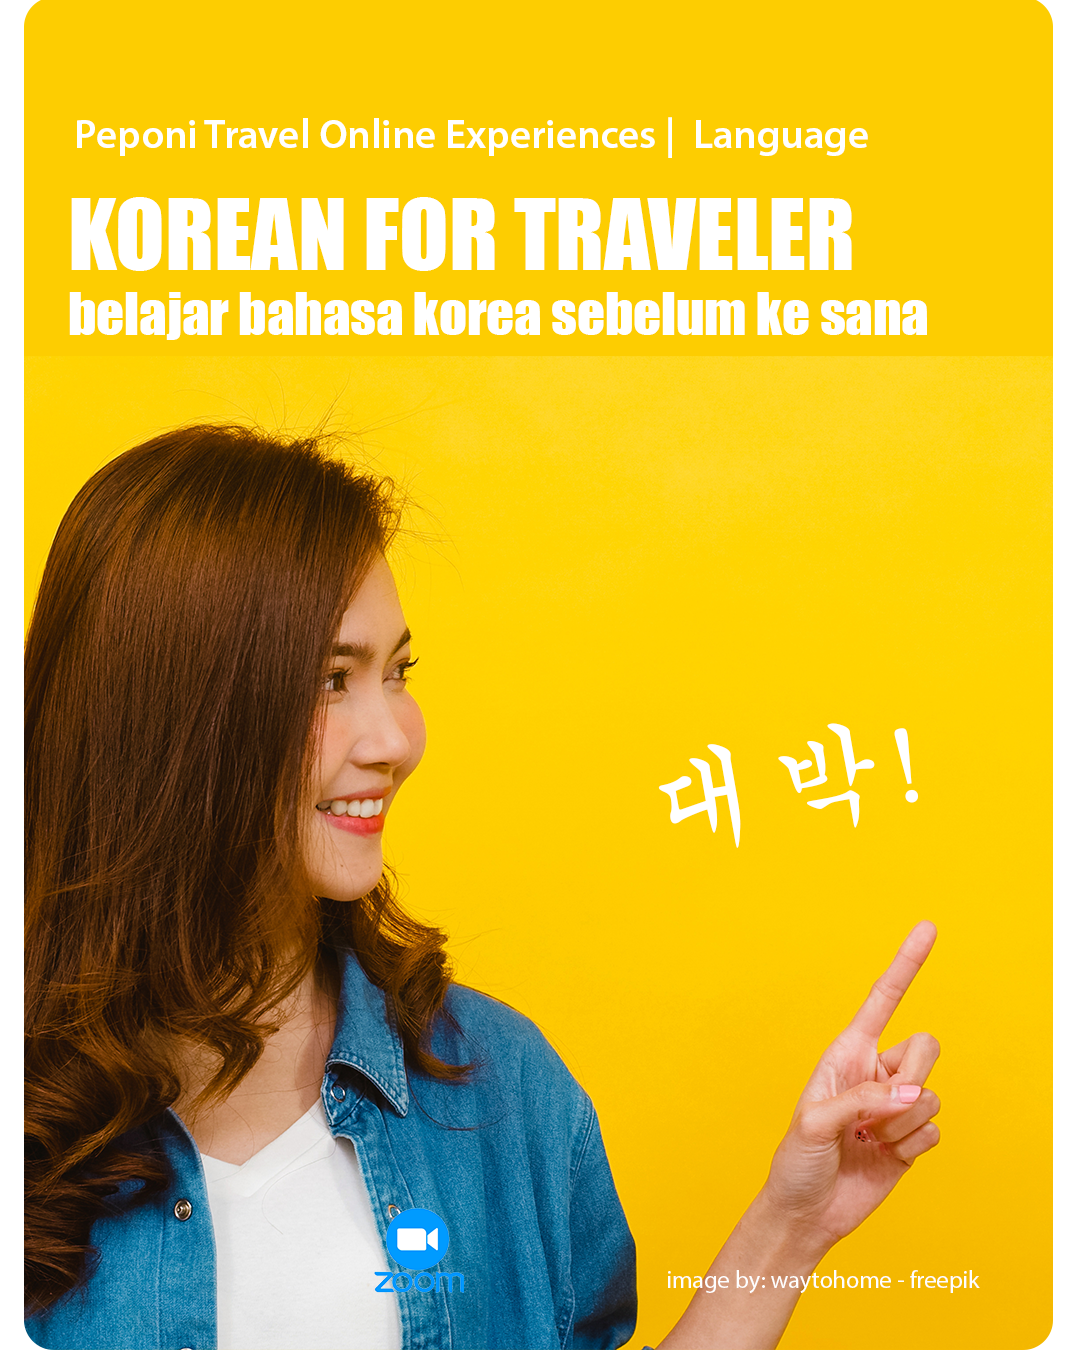 Peponi Travel Online Experiences | Language
KOREAN FOR TRAVELER
belajar bahasa korea sebelum ke sana
대 박!
zoom
image by: waytohome - freepik